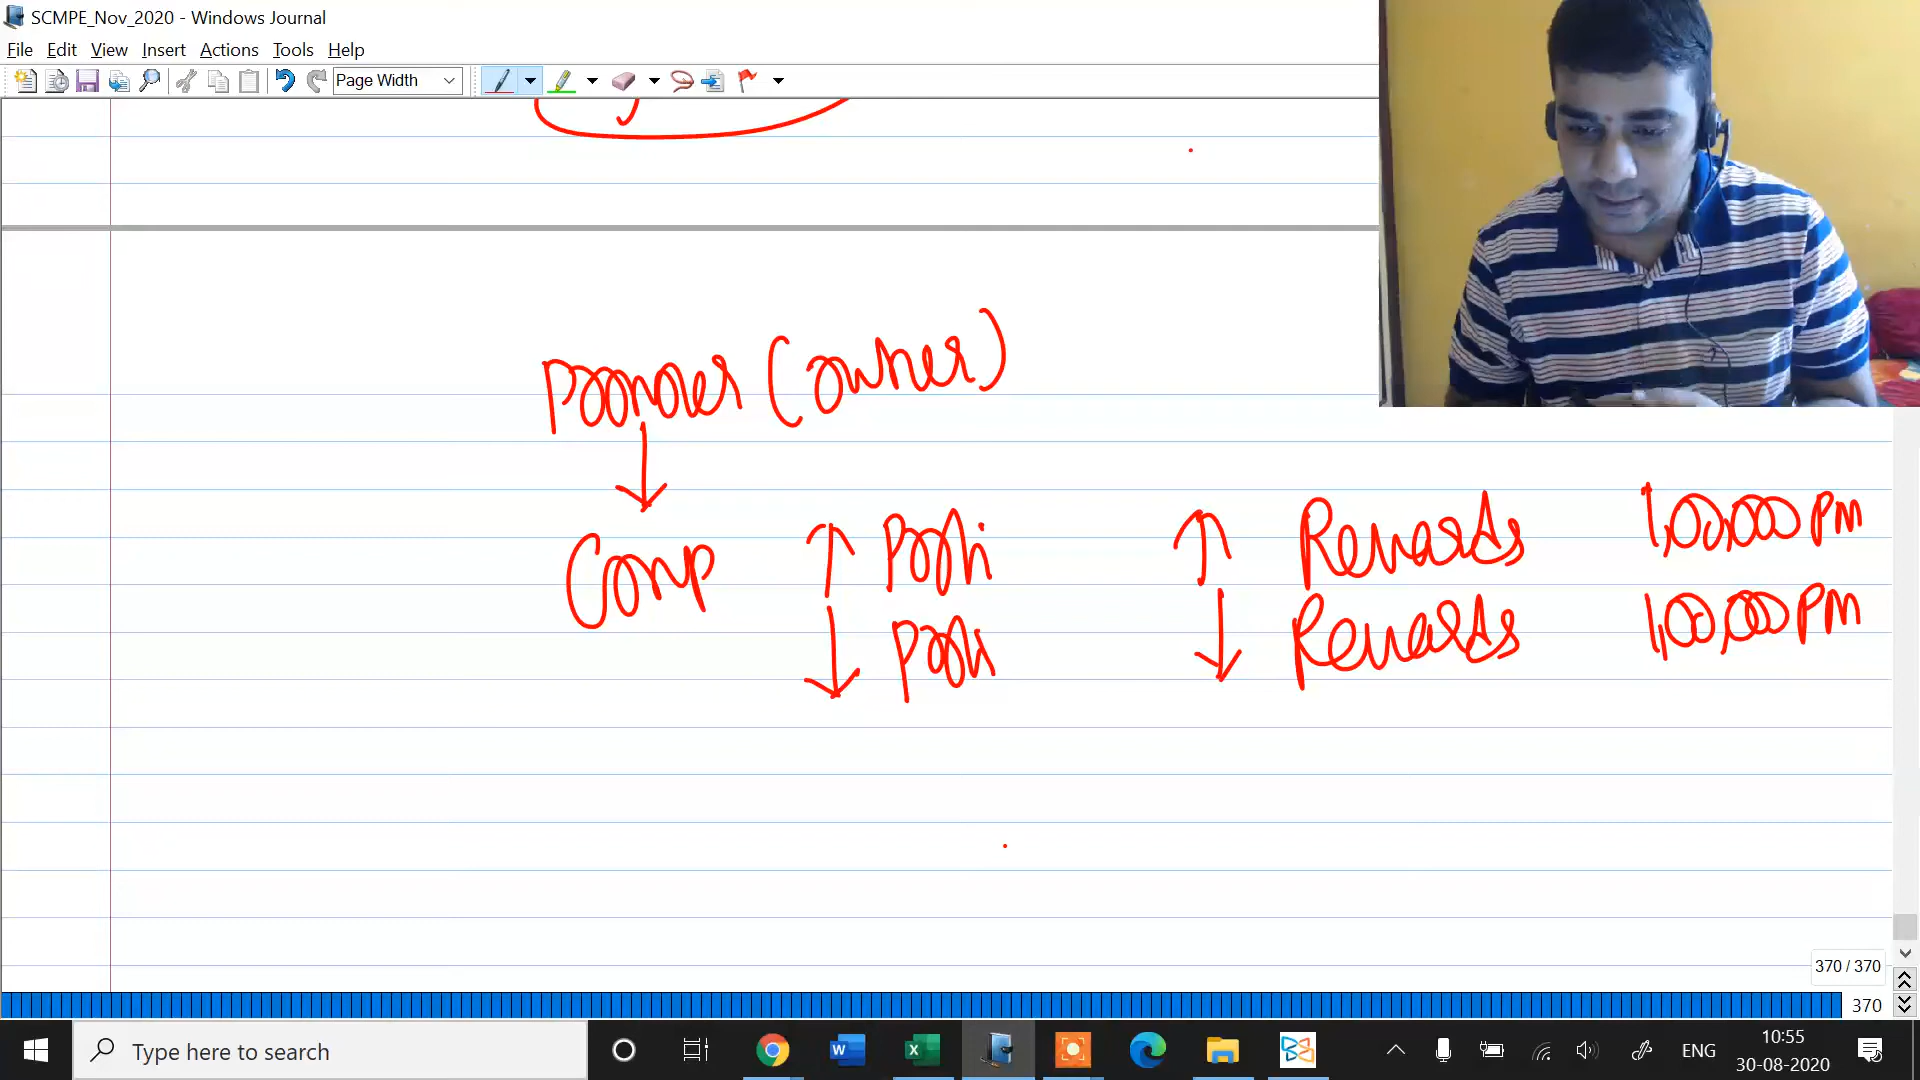 SCMPE_Nov_2020 - Windows Journal
File Edit View Insert Actions Tools Help
Page Width
Promoter (owner)
Comp ↑ Profit ↑ Rewards 1,00,000 PM
↓ Profit ↓ Rewards 1,00,000 PM
370 / 370
370
Type here to search
ENG
10:55
30-08-2020